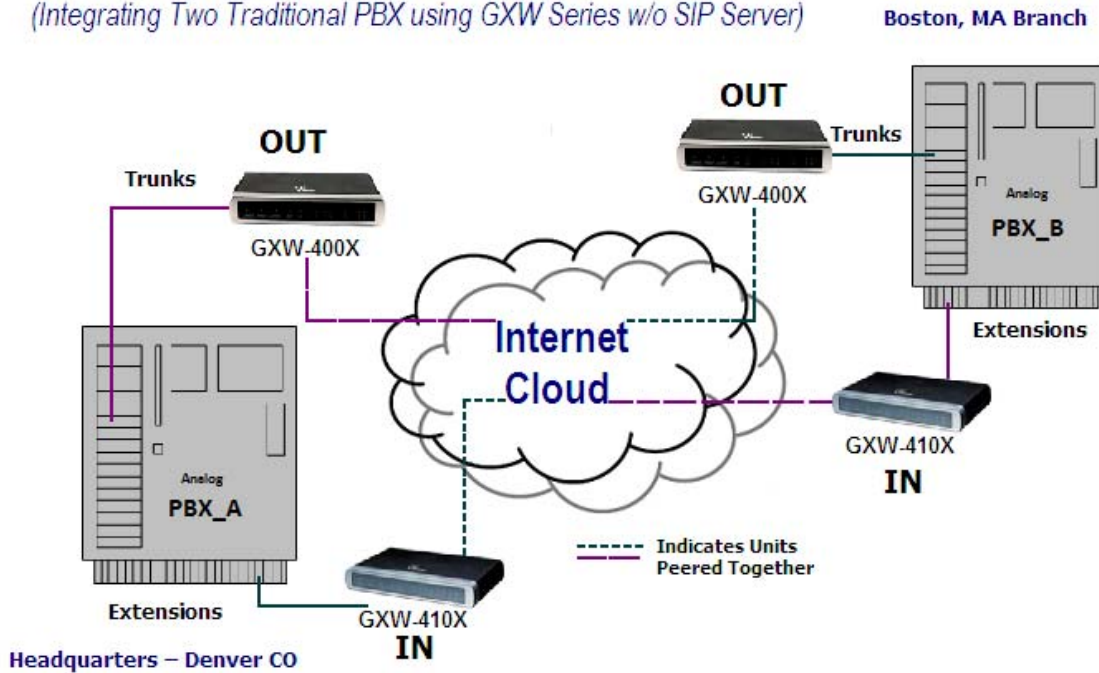 (Integrating Two Traditional PBX using GXW Series w/o SIP Server)
Boston, MA Branch
OUT
Trunks
GXW-400X
OUT
Trunks
GXW-400X
Analog
PBX_B
Extensions
Internet
Cloud
GXW-410X
IN
Analog
PBX_A
Extensions
GXW-410X
IN
Indicates Units
Peered Together
Headquarters – Denver CO